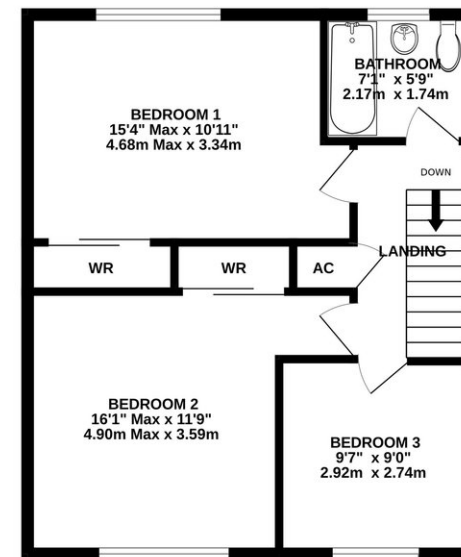 BATHROOM
7'1" x 5'9"
2.17m x 1.74m
BEDROOM 1
15'4" Max x 10'11"
4.68m Max x 3.34m
DOWN
LANDING
WR
WR
AC
BEDROOM 2
16'1" Max x 11'9"
4.90m Max x 3.59m
BEDROOM 3
9'7" x 9'0"
2.92m x 2.74m